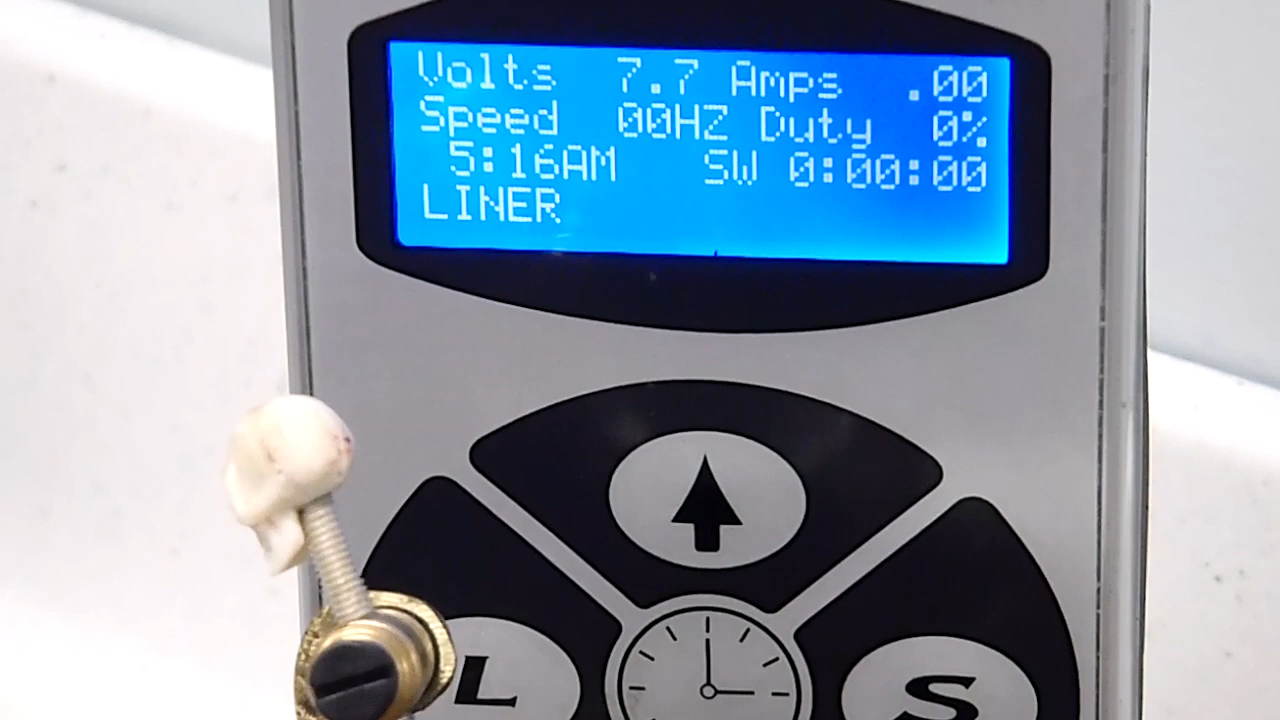 Volts 7.7 Amps .00
Speed 00HZ Duty 0%
5:16AM SW 0:00:00
LINER
L S